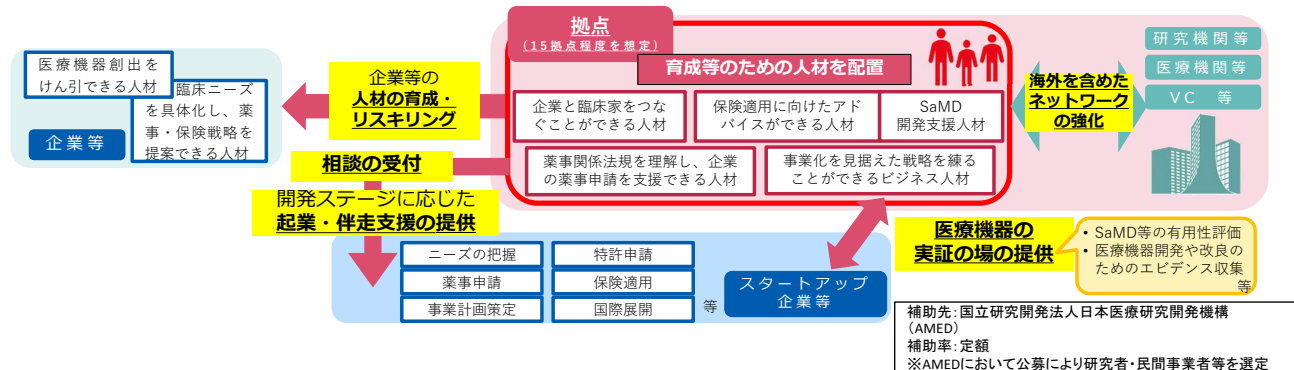 拠点
(15拠点程度を想定)
育成等のための人材を配置
企業と臨床家をつな
ぐことができる人材
保険適用に向けたアド
バイスができる人材
SaMD
開発支援人材
薬事関係法規を理解し、企業
の薬事申請を支援できる人材
事業化を見据えた戦略を練る
ことができるビジネス人材
医療機器創出を
けん引できる人材
臨床ニーズ
を具体化し、薬
事・保険戦略を
提案できる人材
企業等
企業等の
人材の育成・
リスキリング
海外を含めた
ネットワーク
の強化
研究機関等
医療機関等
VC 等
相談の受付
開発ステージに応じた
起業・伴走支援の提供
ニーズの把握
特許申請
薬事申請
保険適用
事業計画策定
国際展開
等
スタートアップ
企業等
医療機器の
実証の場の提供
• SaMD等の有用性評価
• 医療機器開発や改良の
ためのエビデンス収集
等
補助先:国立研究開発法人日本医療研究開発機構
(AMED)
補助率:定額
※AMEDにおいて公募により研究者・民間事業者等を選定